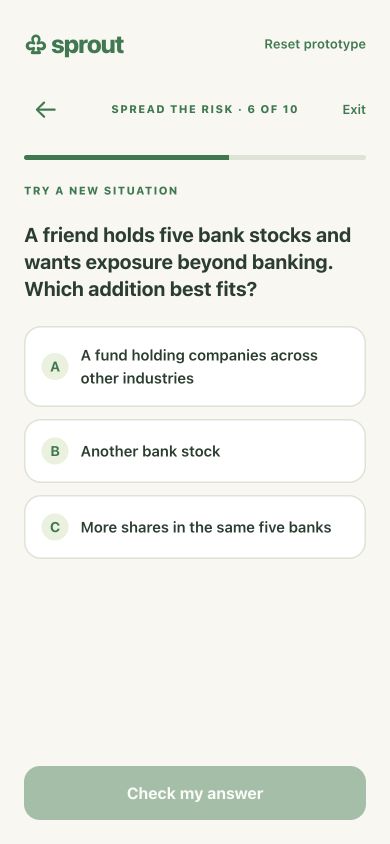 sprout
Reset prototype
SPREAD THE RISK · 6 OF 10
Exit
TRY A NEW SITUATION
A friend holds five bank stocks and
wants exposure beyond banking.
Which addition best fits?
A
A fund holding companies across
other industries
B
Another bank stock
C
More shares in the same five banks
Check my answer